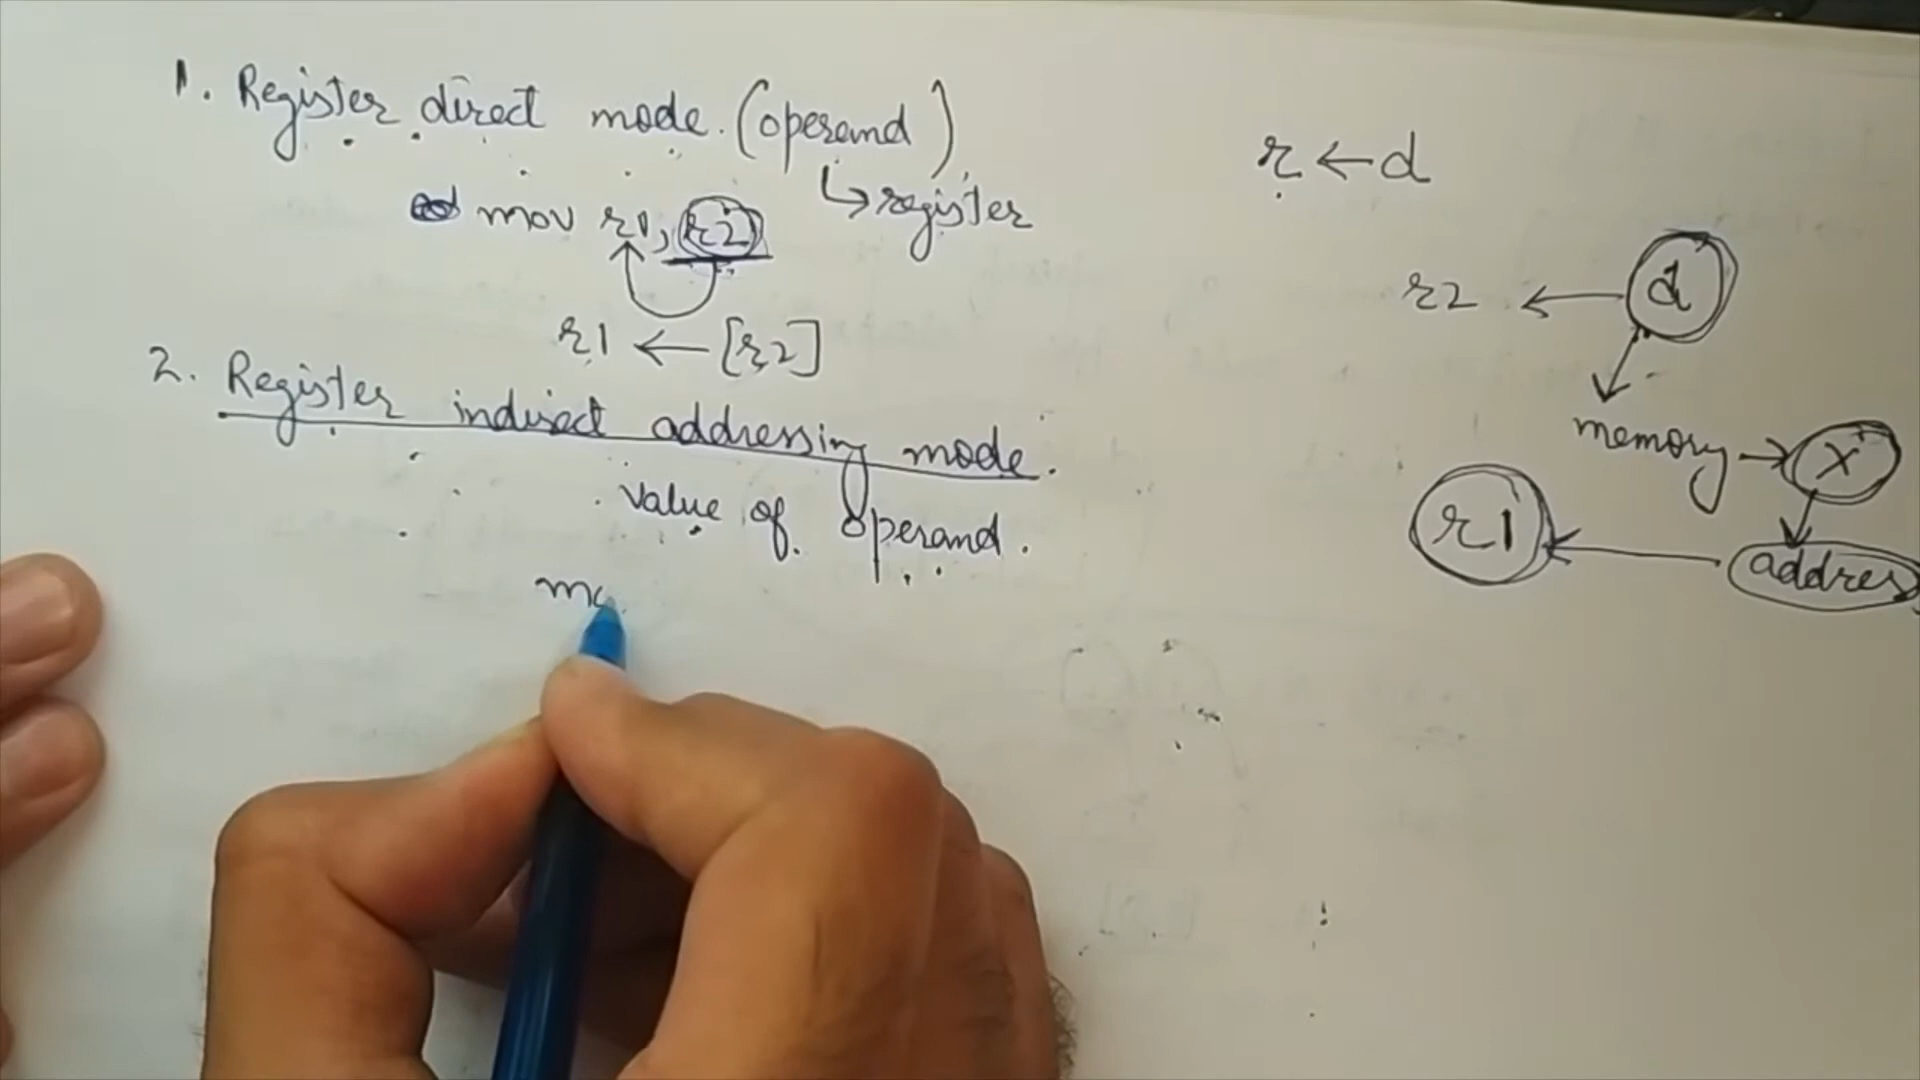 1. Register direct mode. (operand)
↳ register
mov r1, r2
r1 ← [r2]
2. Register indirect addressing mode.
value of operand.
mo
r ← d
r2 ← d
memory → x
r1 ← address